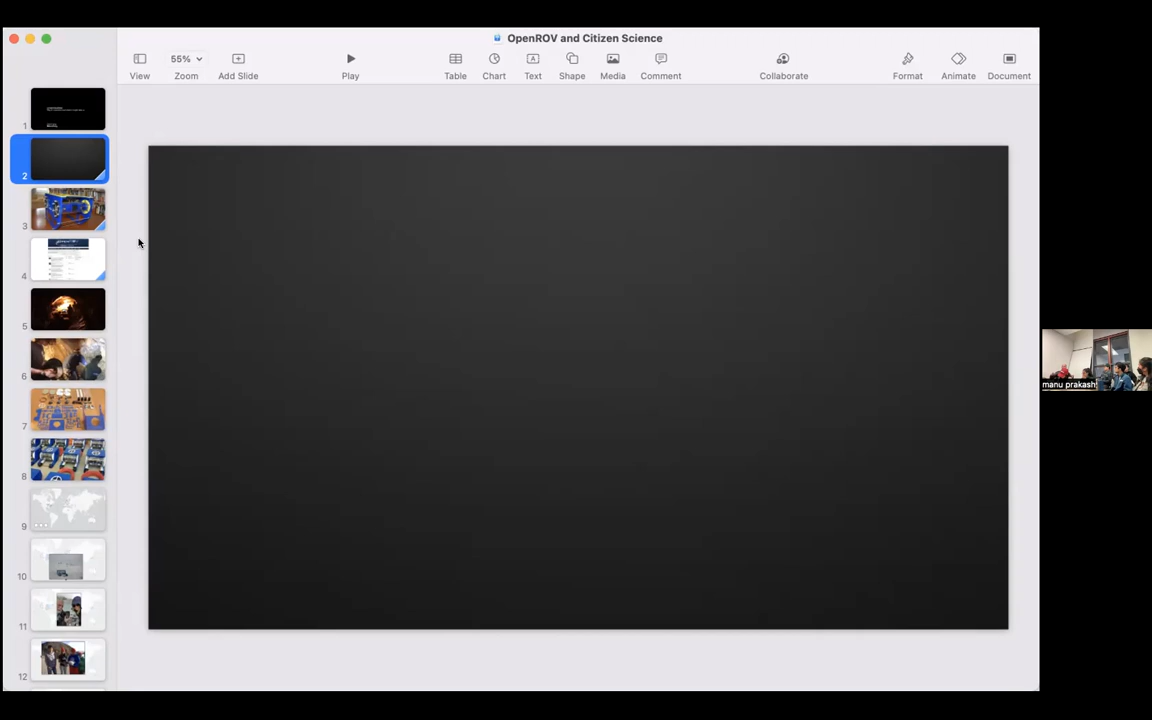 OpenROV and Citizen Science
55%
View
Zoom
Add Slide
Play
Table
Chart
Text
Shape
Media
Comment
Collaborate
Format
Animate
Document
1
2
3
4
5
6
7
8
9
10
11
12
manu prakash